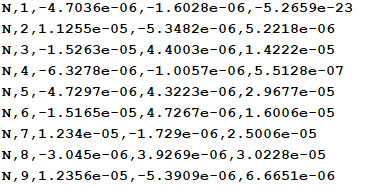 N,1,-4.7036e-06,-1.6028e-06,-5.2659e-23
N,2,1.1255e-05,-5.3482e-06,5.2218e-06
N,3,-1.5263e-05,4.4003e-06,1.4222e-05
N,4,-6.3278e-06,-1.0057e-06,5.5128e-07
N,5,-4.7297e-06,4.3223e-06,2.9677e-05
N,6,-1.5165e-05,4.7267e-06,1.6005e-05
N,7,1.234e-05,-1.729e-06,2.5006e-05
N,8,-3.045e-06,3.9269e-06,3.0228e-05
N,9,1.2356e-05,-5.3909e-06,6.6651e-06